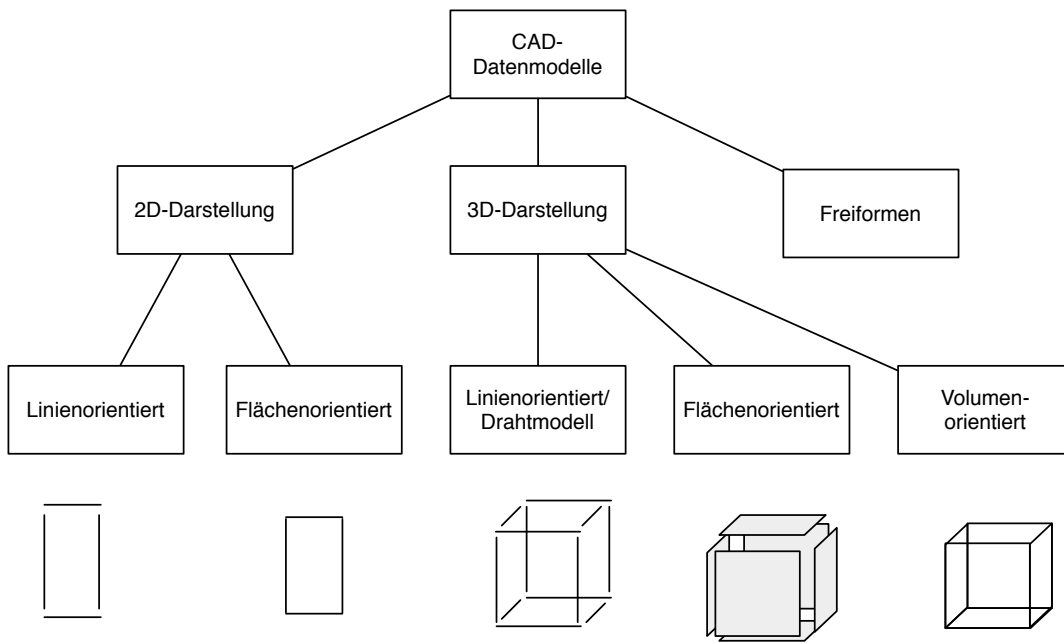 CAD-
Datenmodelle
2D-Darstellung
3D-Darstellung
Freiformen
Linienorientiert
Flächenorientiert
Linienorientiert/
Drahtmodell
Flächenorientiert
Volumen-
orientiert